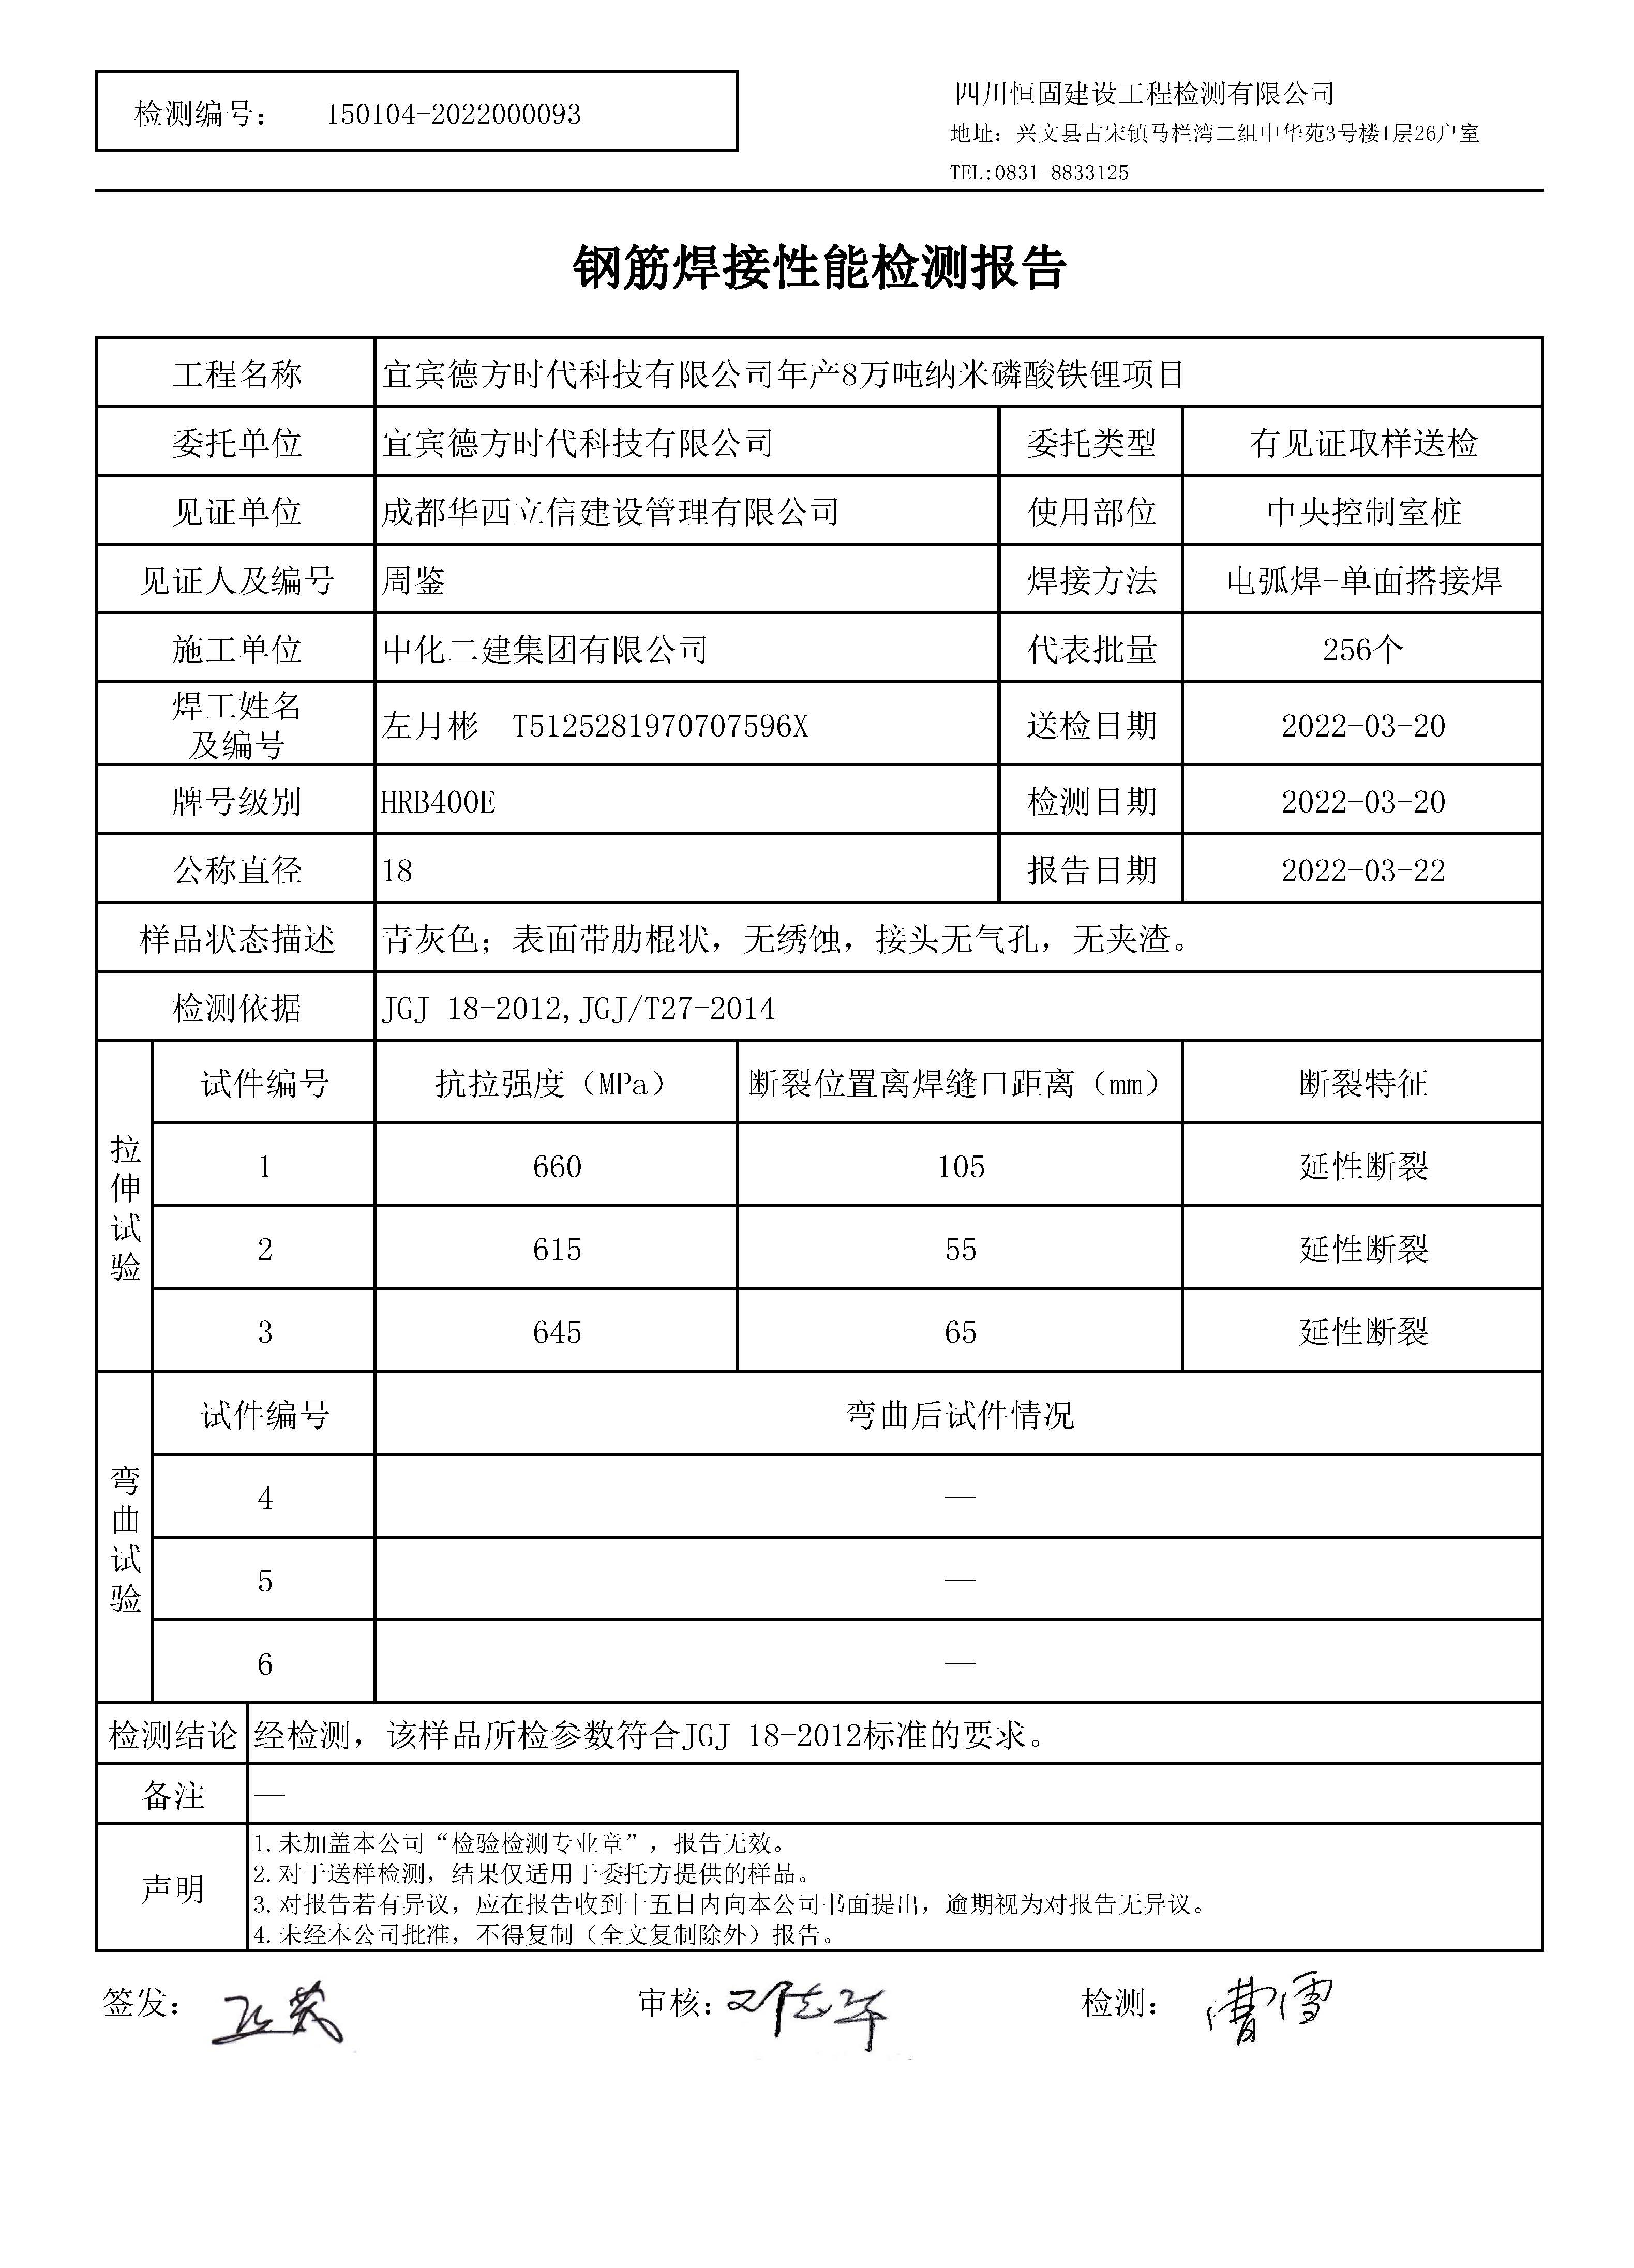 检测编号： 150104-2022000093
四川恒固建设工程检测有限公司
地址：兴文县古宋镇马栏湾二组中华苑3号楼1层26户室
TEL:0831-8833125
钢筋焊接性能检测报告
工程名称 宜宾德方时代科技有限公司年产8万吨纳米磷酸铁锂项目
委托单位 宜宾德方时代科技有限公司 委托类型 有见证取样送检
见证单位 成都华西立信建设管理有限公司 使用部位 中央控制室桩
见证人及编号 周鉴 焊接方法 电弧焊-单面搭接焊
施工单位 中化二建集团有限公司 代表批量 256个
焊工姓名
及编号 左月彬 T5125281970707596X 送检日期 2022-03-20
牌号级别 HRB400E 检测日期 2022-03-20
公称直径 18 报告日期 2022-03-22
样品状态描述 青灰色；表面带肋棍状，无绣蚀，接头无气孔，无夹渣。
检测依据 JGJ 18-2012,JGJ/T27-2014
拉伸试验
试件编号 抗拉强度（MPa） 断裂位置离焊缝口距离（mm） 断裂特征
1 660 105 延性断裂
2 615 55 延性断裂
3 645 65 延性断裂
弯曲试验
试件编号 弯曲后试件情况
4 —
5 —
6 —
检测结论 经检测，该样品所检参数符合JGJ 18-2012标准的要求。
备注 —
声明
1.未加盖本公司“检验检测专业章”，报告无效。
2.对于送样检测，结果仅适用于委托方提供的样品。
3.对报告若有异议，应在报告收到十五日内向本公司书面提出，逾期视为对报告无异议。
4.未经本公司批准，不得复制（全文复制除外）报告。
签发： 审核：邓志华 检测：曹雪